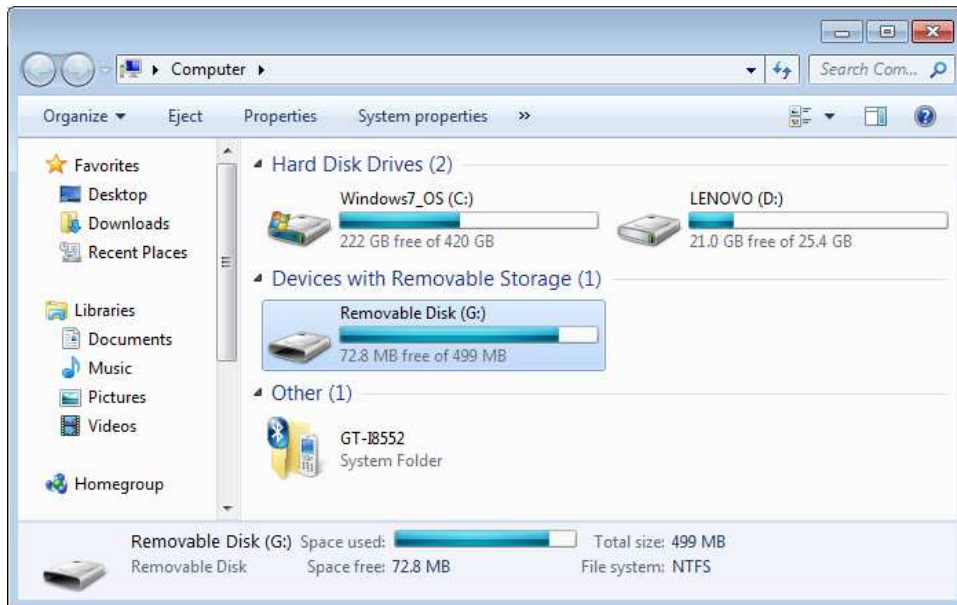 Computer
Search Com...
Organize Eject Properties System properties »
Favorites
Desktop
Downloads
Recent Places
Libraries
Documents
Music
Pictures
Videos
Homegroup
Hard Disk Drives (2)
Windows7_OS (C:)
222 GB free of 420 GB
LENOVO (D:)
21.0 GB free of 25.4 GB
Devices with Removable Storage (1)
Removable Disk (G:)
72.8 MB free of 499 MB
Other (1)
GT-I8552
System Folder
Removable Disk (G:) Space used: Total size: 499 MB
Removable Disk Space free: 72.8 MB File system: NTFS